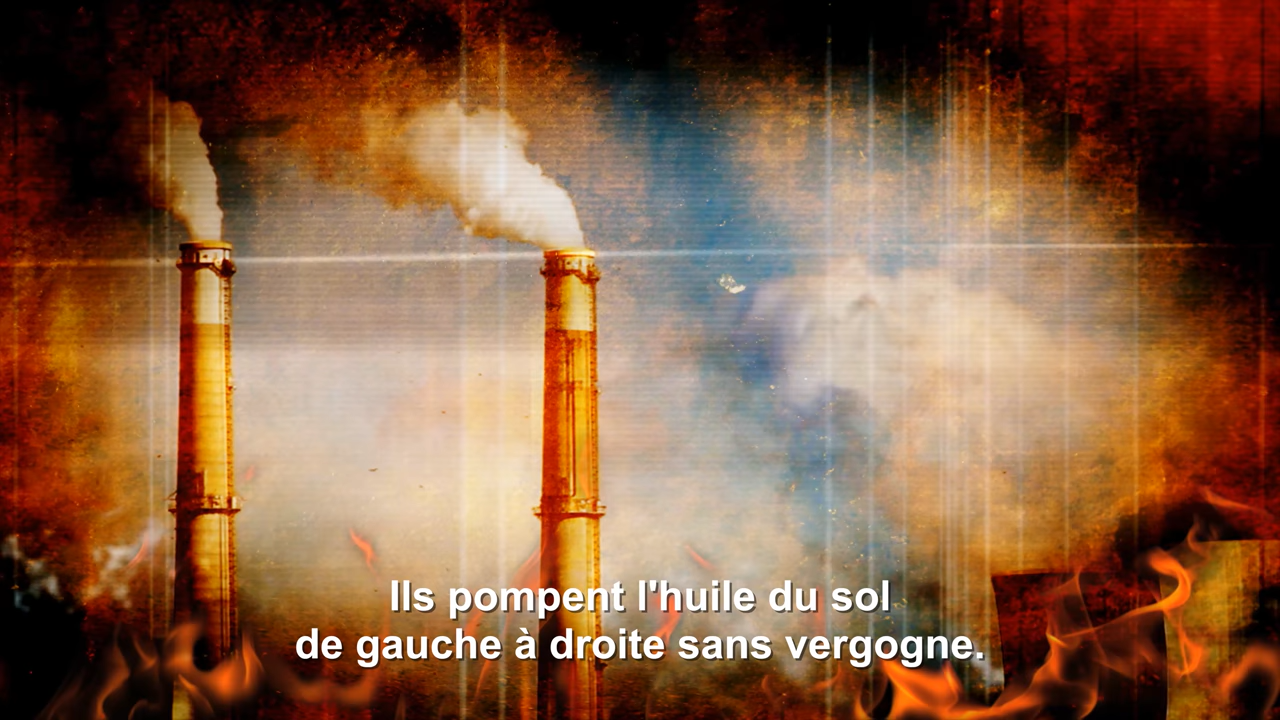 Ils pompent l'huile du sol
de gauche à droite sans vergogne.